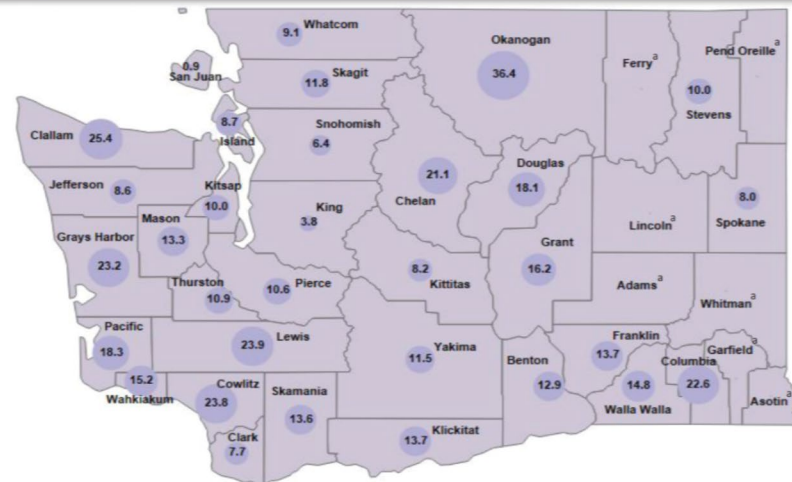 9.1 Whatcom
Okanogan
36.4
Ferry a
Pend Oreille a
10.0
Stevens
0.9
San Juan
11.8 Skagit
8.7
Island
Snohomish
6.4
Clallam 25.4
Jefferson 8.6
Kitsap
10.0
21.1
Chelan
Douglas
18.1
8.0
Spokane
Mason
13.3
King
3.8
Lincoln a
Grays Harbor
23.2
Grant
16.2
8.2
Kittitas
Thurston
10.9
10.6 Pierce
Adams a
Whitman a
Pacific
18.3
23.9 Lewis
Yakima
11.5
Franklin
13.7
Garfield a
Columbia
22.6
Benton
12.9
15.2
Wahkiakum
Cowlitz
23.8
Skamania
13.6
14.8
Walla Walla
Asotin a
Clark
7.7
13.7 Klickitat